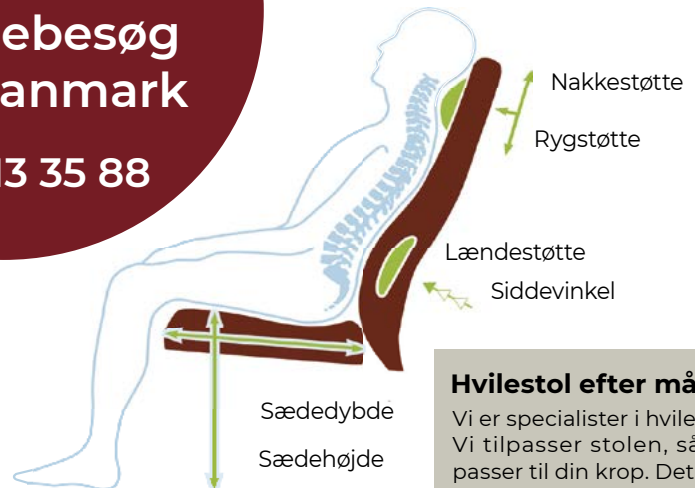 ebesøg
anmark
13 35 88
Nakkestøtte
Rygstøtte
Lændestøtte
Siddevinkel
Sædedybde
Sædehøjde
Hvilestol efter må
Vi er specialister i hvile
Vi tilpasser stolen, så
passer til din krop. Det